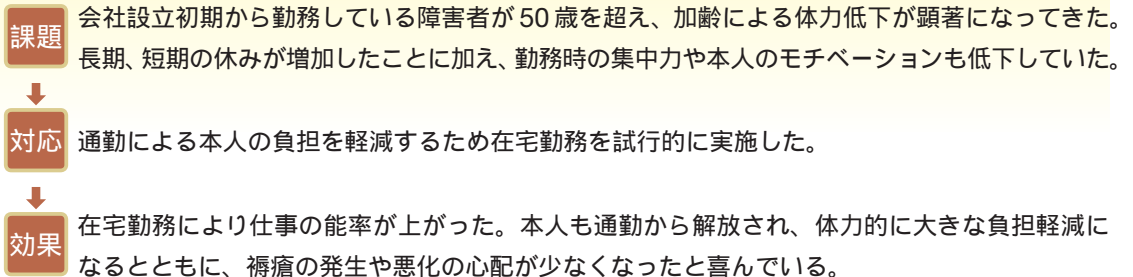 課題
会社設立初期から勤務している障害者が50歳を超え、加齢による体力低下が顕著になってきた。
長期、短期の休みが増加したことに加え、勤務時の集中力や本人のモチベーションも低下していた。
対応
通勤による本人の負担を軽減するため在宅勤務を試行的に実施した。
効果
在宅勤務により仕事の能率が上がった。本人も通勤から解放され、体力的に大きな負担軽減に
なるとともに、褥瘡の発生や悪化の心配が少なくなったと喜んでいる。